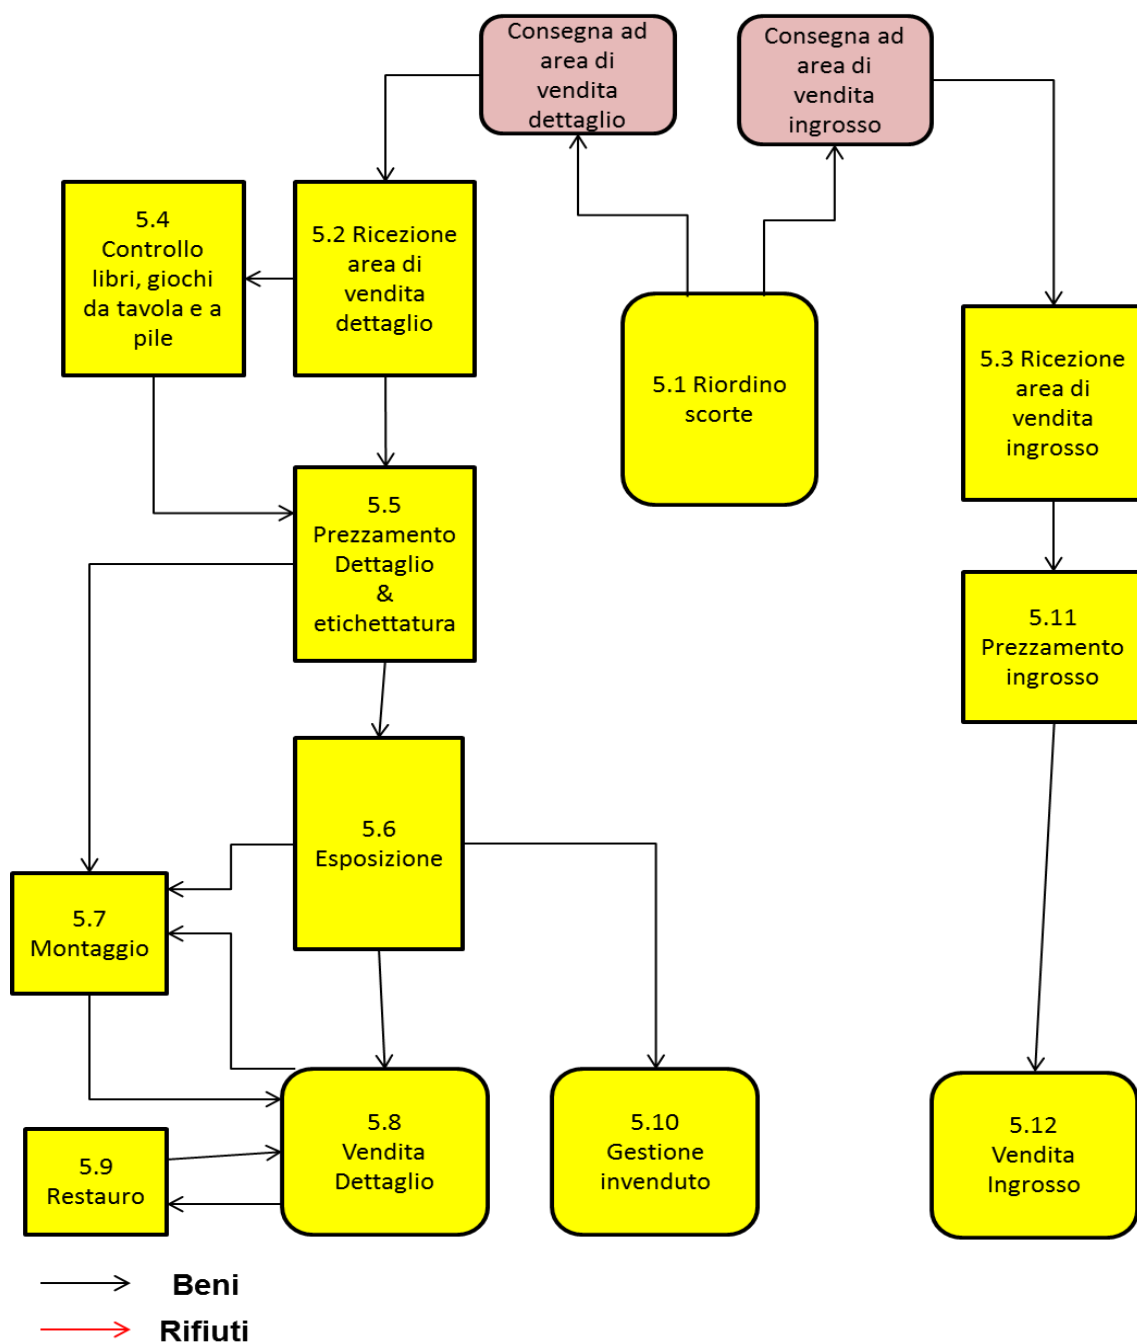 Consegna ad
area di
vendita
dettaglio
Consegna ad
area di
vendita
ingrosso
5.4
Controllo
libri, giochi
da tavola e a
pile
5.2 Ricezione
area di
vendita
dettaglio
5.1 Riordino
scorte
5.3 Ricezione
area di
vendita
ingrosso
5.5
Prezzamento
Dettaglio
&
etichettatura
5.11
Prezzamento
ingrosso
5.6
Esposizione
5.7
Montaggio
5.8
Vendita
Dettaglio
5.10
Gestione
invenduto
5.12
Vendita
Ingrosso
5.9
Restauro
Beni
Rifiuti